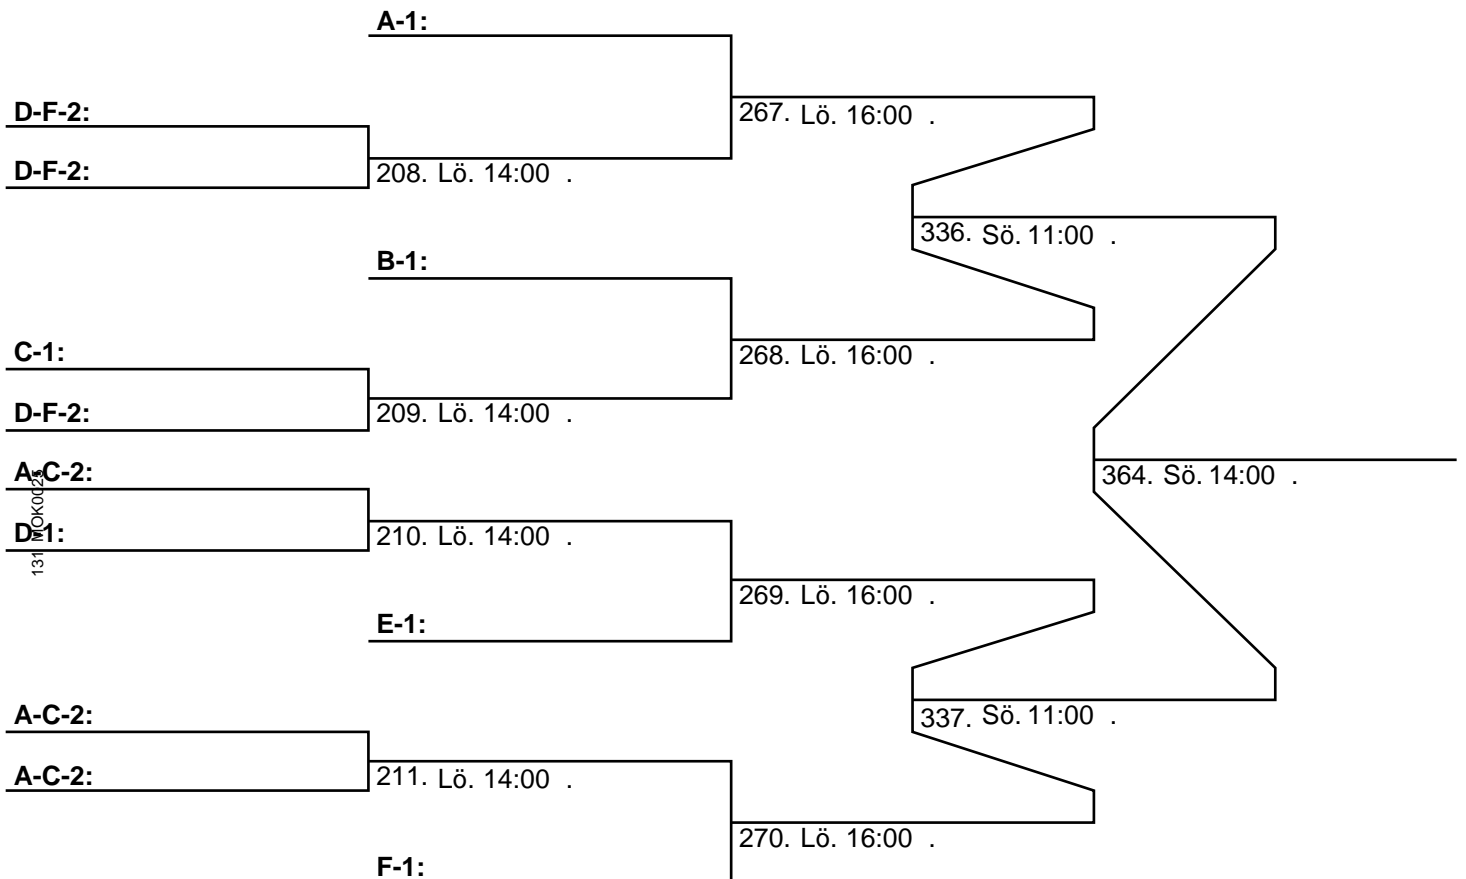 A-1:
D-F-2:
267. Lö. 16:00 .
D-F-2:
208. Lö. 14:00 .
336. Sö. 11:00 .
B-1:
C-1:
268. Lö. 16:00 .
D-F-2:
209. Lö. 14:00 .
A-C-2:
364. Sö. 14:00 .
D-1:
210. Lö. 14:00 .
131 MOK0025
269. Lö. 16:00 .
E-1:
A-C-2:
337. Sö. 11:00 .
A-C-2:
211. Lö. 14:00 .
270. Lö. 16:00 .
F-1: